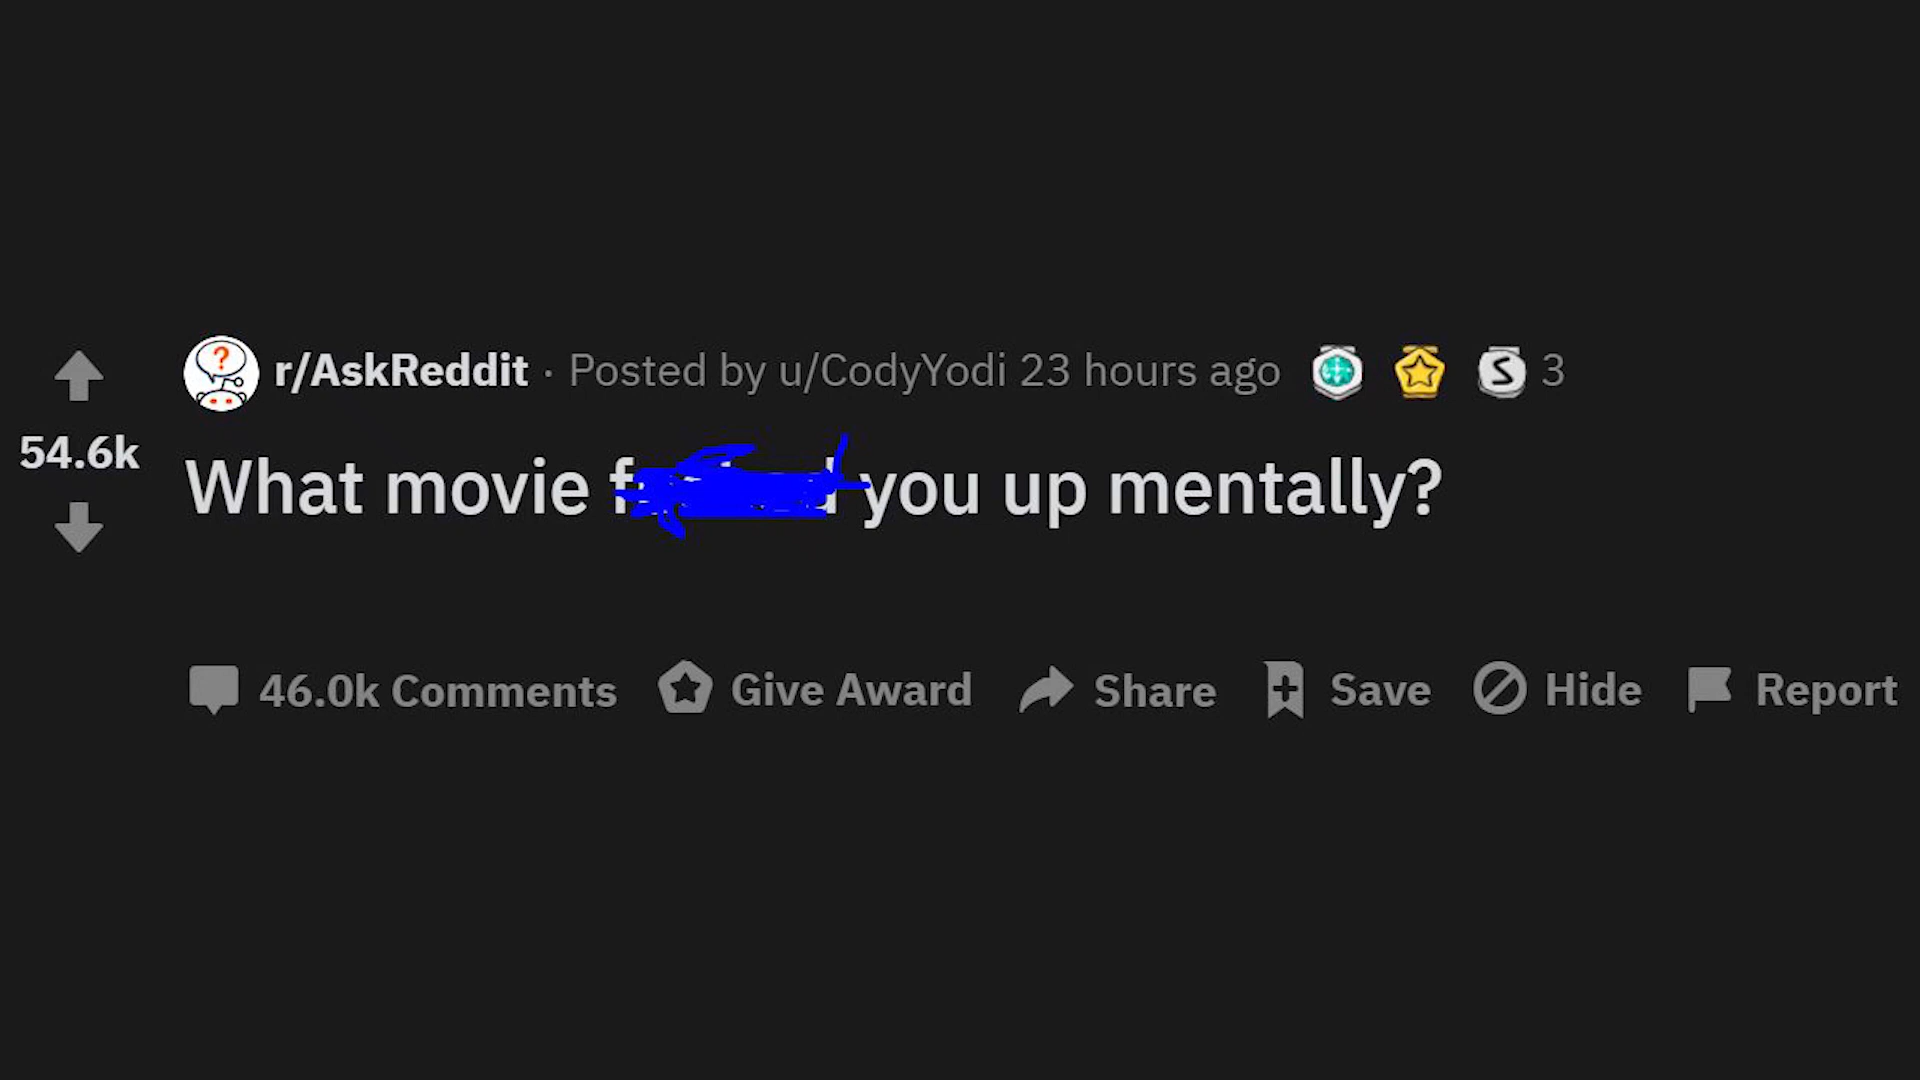 r/AskReddit · Posted by u/CodyYodi 23 hours ago 3
54.6k
What movie you up mentally?
46.0k Comments Give Award Share Save Hide Report